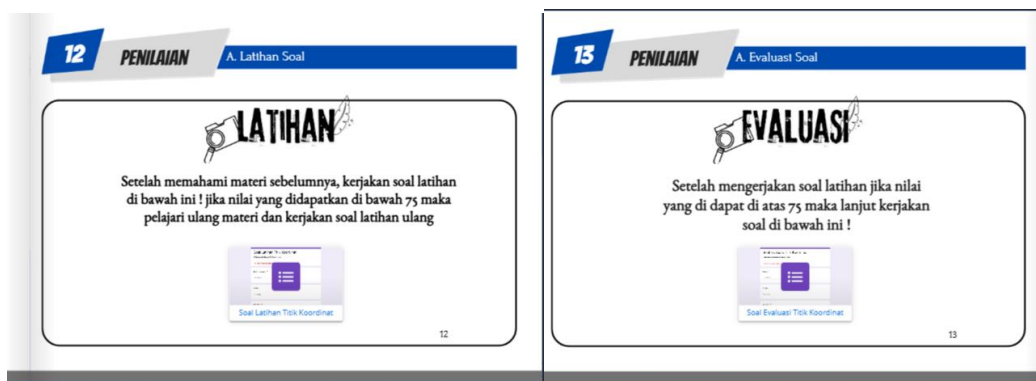 12
PENILAIAN
A. Latihan Soal
LATIHAN
Setelah memahami materi sebelumnya, kerjakan soal latihan
di bawah ini ! jika nilai yang didapatkan di bawah 75 maka
pelajari ulang materi dan kerjakan soal latihan ulang
Soal Latihan Titik Koordinat
12
13
PENILAIAN
A. Evaluasi Soal
EVALUASI
Setelah mengerjakan soal latihan jika nilai
yang di dapat di atas 75 maka lanjut kerjakan
soal di bawah ini !
Soal Evaluasi Titik Koordinat
13